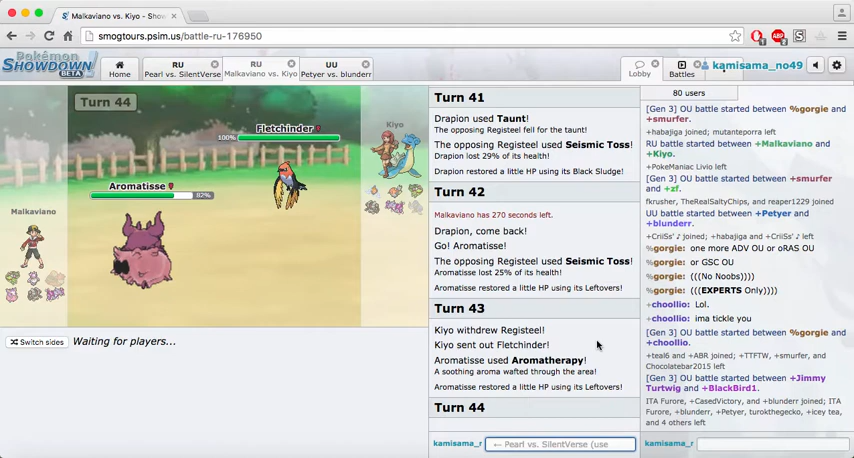 Malkaviano vs. Kiyo - Show
smogtours.psim.us/battle-ru-176950
Pokémon
SHOWDOWN
BETA
Home
RU
Pearl vs. SilentVerse
RU
Malkaviano vs. Kiyo
UU
Petyer vs. blunderr
Lobby
Battles
kamisama_no49
Turn 44
Fletchinder
100%
Kiyo
Aromatisse
82%
Malkaviano
Switch sides
Waiting for players...
Turn 41
Drapion used Taunt!
The opposing Registeel fell for the taunt!
The opposing Registeel used Seismic Toss!
Drapion lost 29% of its health!
Drapion restored a little HP using its Black Sludge!
Turn 42
Malkaviano has 270 seconds left.
Drapion, come back!
Go! Aromatisse!
The opposing Registeel used Seismic Toss!
Aromatisse lost 25% of its health!
Aromatisse restored a little HP using its Leftovers!
Turn 43
Kiyo withdrew Registeel!
Kiyo sent out Fletchinder!
Aromatisse used Aromatherapy!
A soothing aroma wafted through the area!
Aromatisse restored a little HP using its Leftovers!
Turn 44
kamisama_r
← Pearl vs. SilentVerse (use
80 users
[Gen 3] OU battle started between %gorgie and
+smurfer.
+habajiga joined; mutanteporra left
RU battle started between +Malkaviano and
+Kiyo.
+PokeManiac Livio left
[Gen 3] OU battle started between +smurfer
and +zf.
fkrusher, TheRealSaltyChips, and reaper1229 joined
UU battle started between +Petyer and
+blunderr.
+CriiSs' ♪ joined; +habajiga and +CriiSs' ♪ left
%gorgie: one more ADV OU or oRAS OU
%gorgie: or GSC OU
%gorgie: (((No Noobs))))
%gorgie: (((EXPERTS Only))))
+choollio: Lol.
+choollio: ima tickle you
[Gen 3] OU battle started between %gorgie and
+choollio.
+teal6 and +ABR joined; +TTFTW, +smurfer, and
Chocolatebar2015 left
[Gen 3] OU battle started between +Jimmy
Turtwig and +BlackBird1.
ITA Furore, +CasedVictory, and +blunderr joined; ITA
Furore, +blunderr, +Petyer, turokthegecko, +icey tea,
and 4 others left
kamisama_r